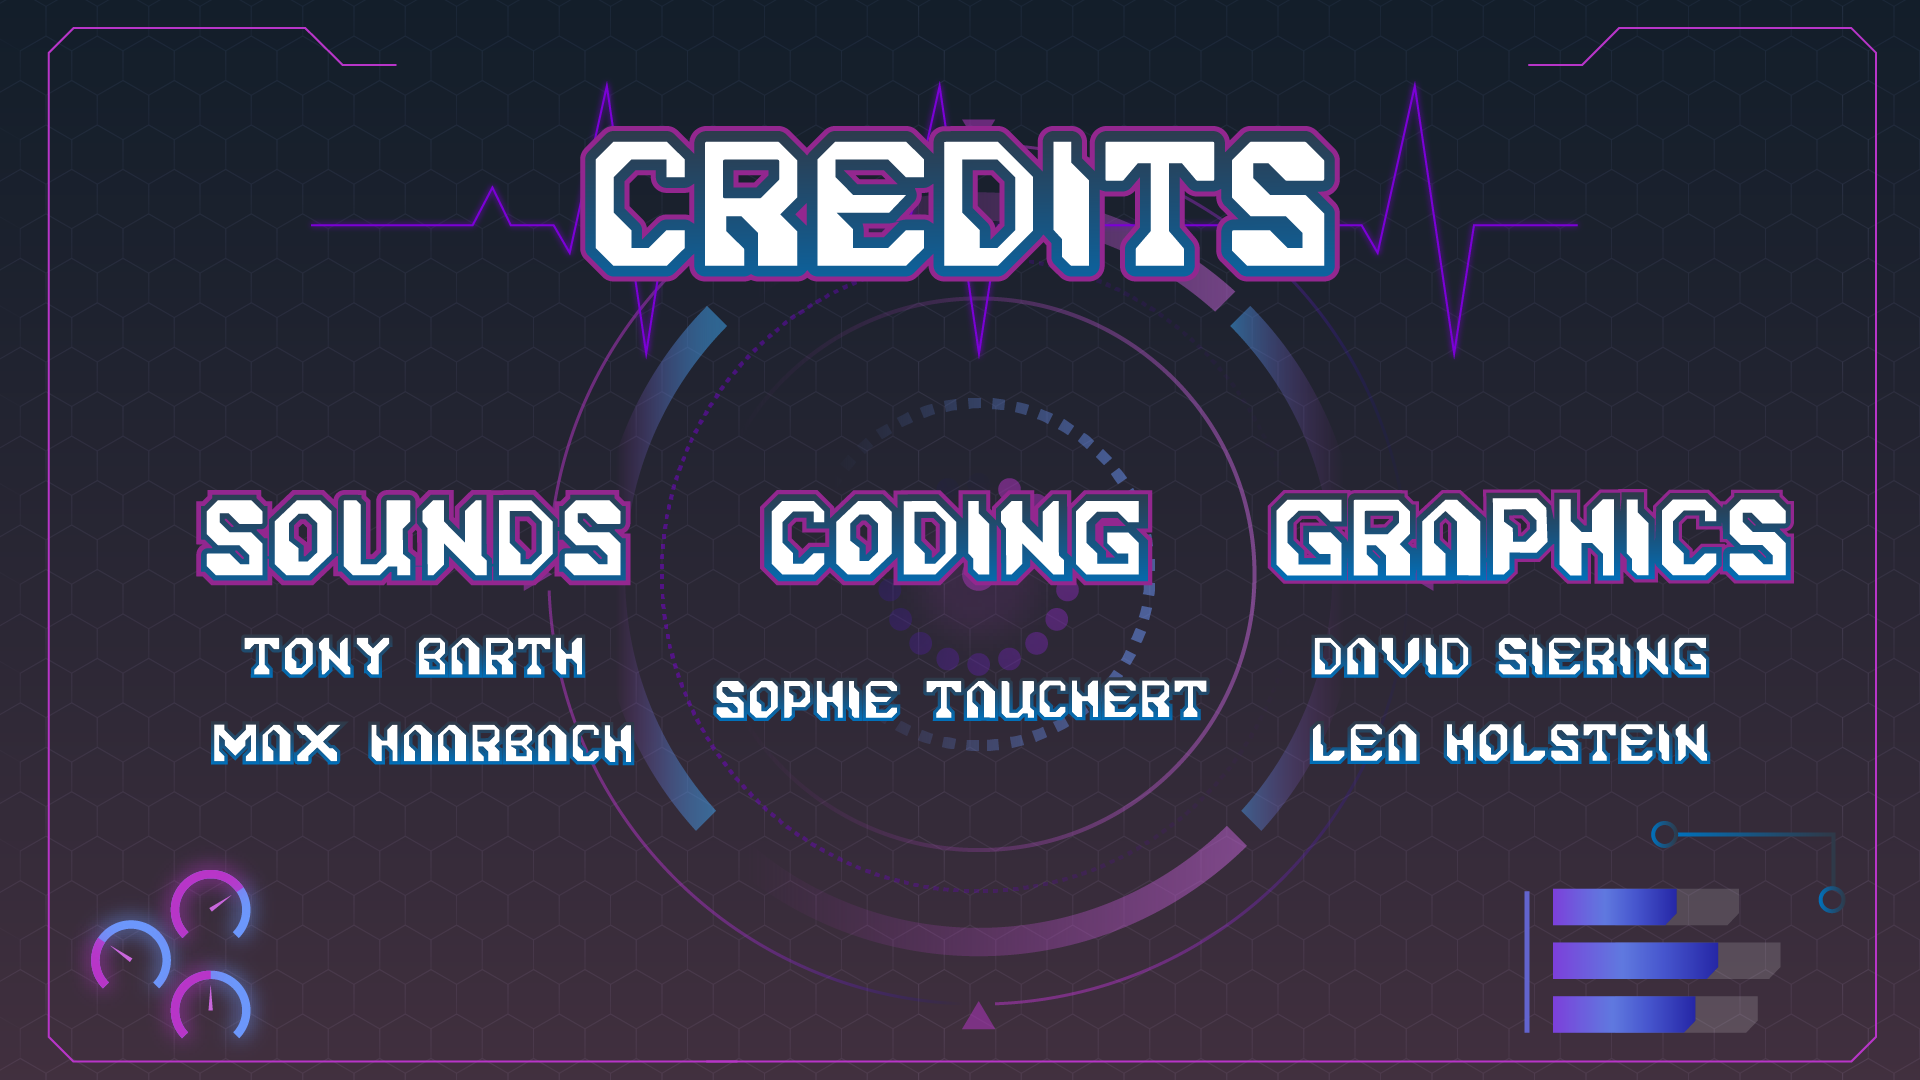 CREDITS
SOUNDS
TONY BARTH
MAX HAARBACH
CODING
SOPHIE TAUCHERT
GRAPHICS
DAVID SIERING
LEA HOLSTEIN